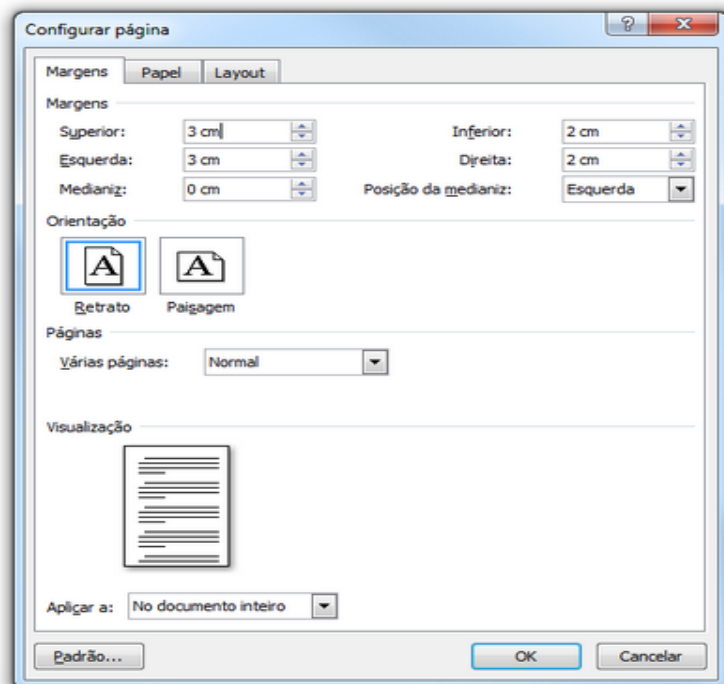 Configurar página
Margens Papel Layout
Margens
Superior: 3 cm Inferior: 2 cm
Esquerda: 3 cm Direita: 2 cm
Medianiz: 0 cm Posição da medianiz: Esquerda
Orientação
A A
Retrato Paisagem
Páginas
Várias páginas: Normal
Visualização
Aplicar a: No documento inteiro
Padrão... OK Cancelar